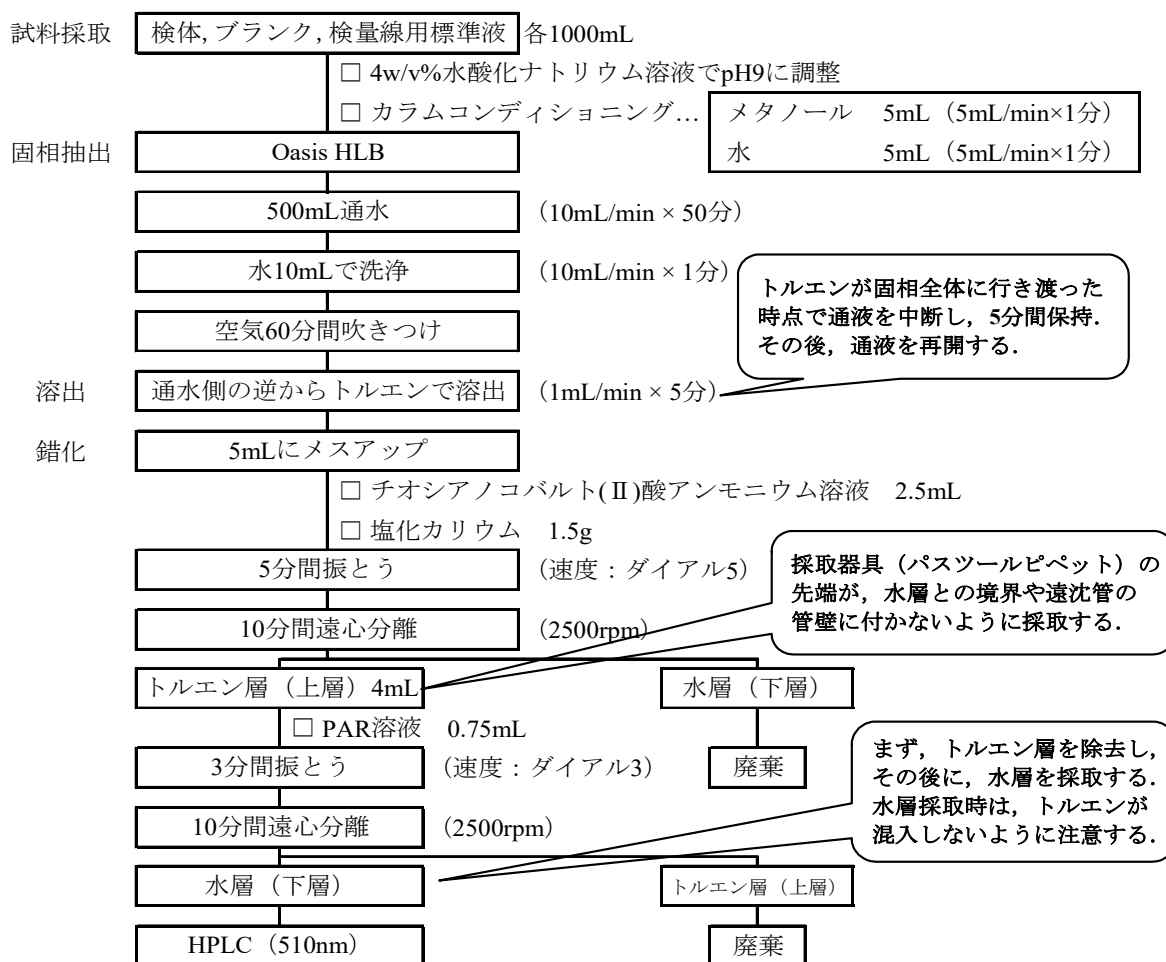 試料採取 検体, ブランク, 検量線用標準液 各1000mL
□ 4w/v%水酸化ナトリウム溶液でpH9に調整
□ カラムコンディショニング… メタノール 5mL（5mL/min×1分）
水 5mL（5mL/min×1分）
固相抽出 Oasis HLB
500mL通水 （10mL/min × 50分）
水10mLで洗浄 （10mL/min × 1分）
トルエンが固相全体に行き渡った
時点で通液を中断し，5分間保持．
その後，通液を再開する．
空気60分間吹きつけ
溶出 通水側の逆からトルエンで溶出 （1mL/min × 5分）
錯化 5mLにメスアップ
□ チオシアノコバルト(Ⅱ)酸アンモニウム溶液 2.5mL
□ 塩化カリウム 1.5g
5分間振とう （速度：ダイアル5）
採取器具（パスツールピペット）の
先端が，水層との境界や遠沈管の
管壁に付かないように採取する．
10分間遠心分離 （2500rpm）
トルエン層（上層）4mL 水層（下層）
□ PAR溶液 0.75mL
3分間振とう （速度：ダイアル3） 廃棄
まず，トルエン層を除去し，
その後に，水層を採取する．
水層採取時は，トルエンが
混入しないように注意する．
10分間遠心分離 （2500rpm）
水層（下層） トルエン層（上層）
HPLC（510nm） 廃棄